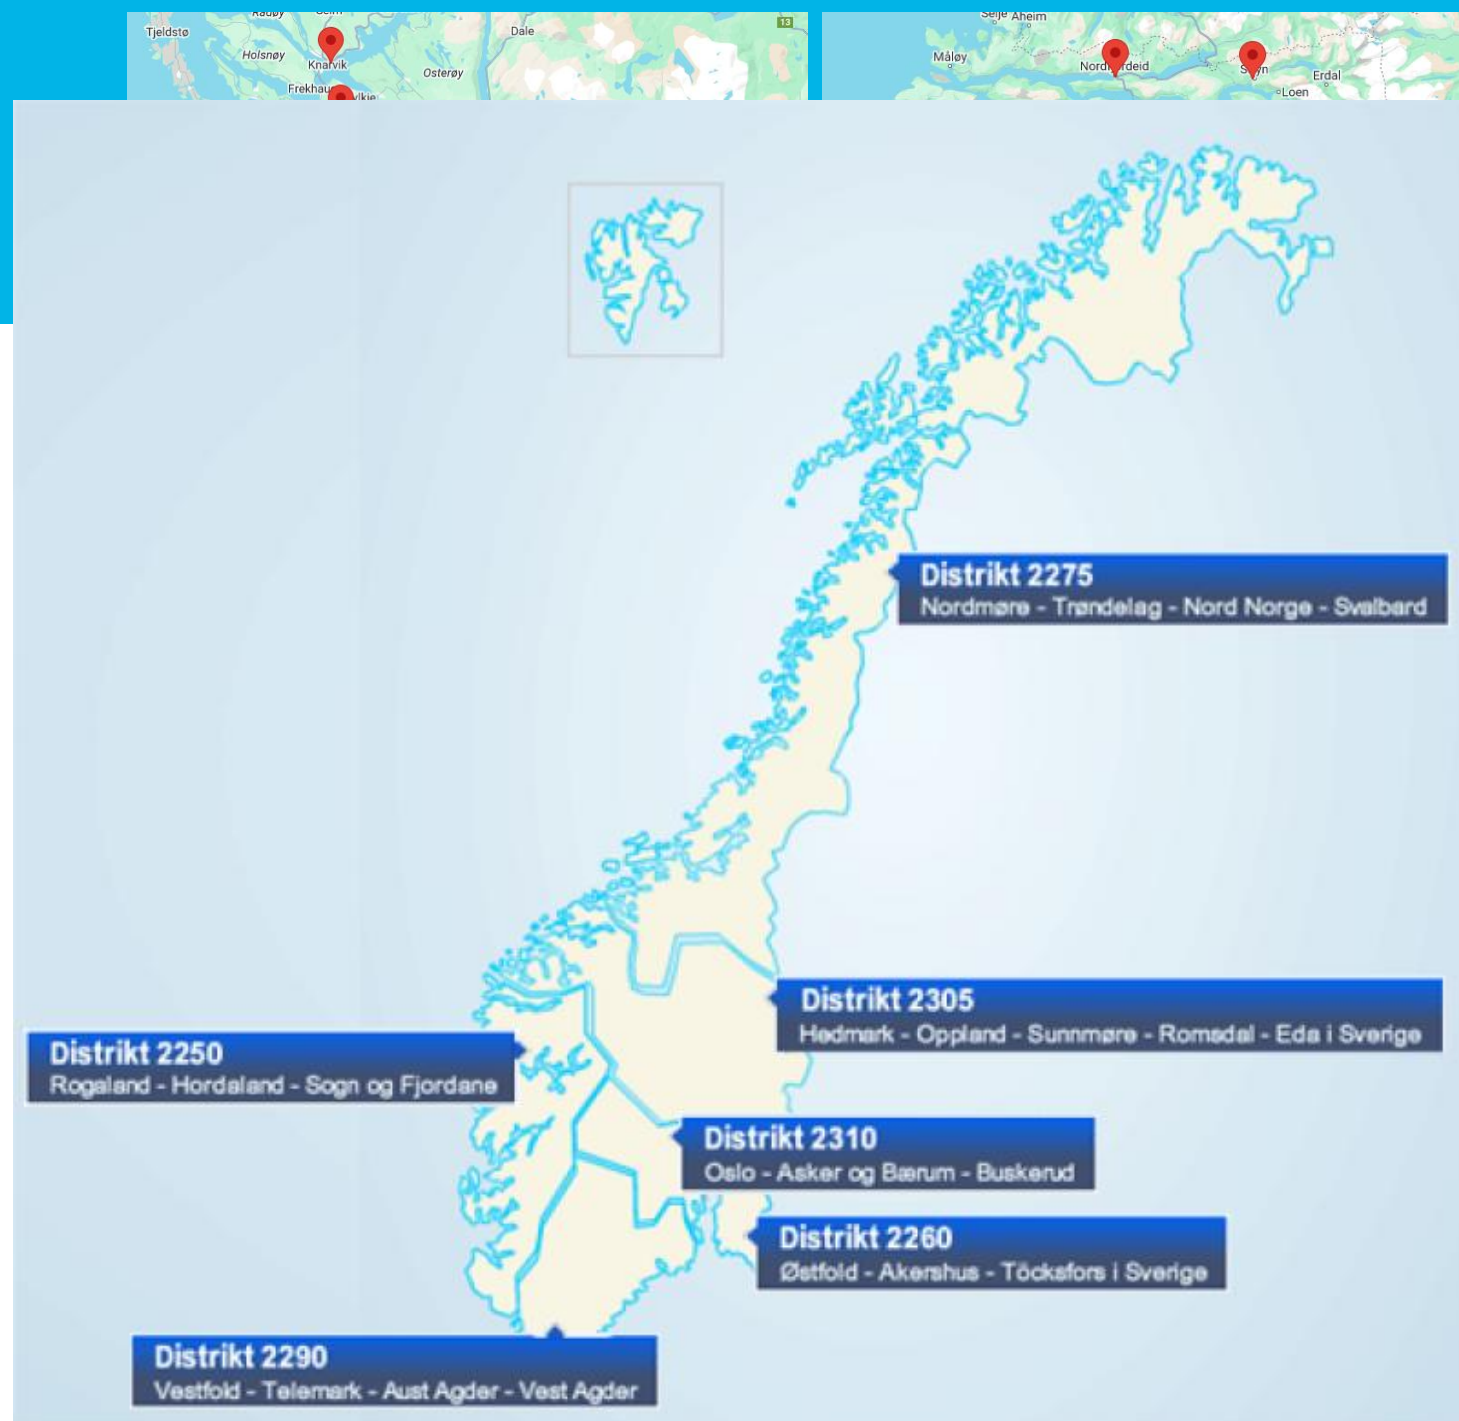 Tjeldstø
Holsnøy
Knarvik
Dale
Osterøy
13
Måløy
Erdal
Loen
Distrikt 2275
Nordmøre - Trøndelag - Nord Norge - Svalbard
Distrikt 2305
Hedmark - Oppland - Sunnmøre - Romsdal - Eda i Sverige
Distrikt 2250
Rogaland - Hordaland - Sogn og Fjordane
Distrikt 2310
Oslo - Asker og Bærum - Buskerud
Distrikt 2260
Østfold - Akershus - Töcksfors i Sverige
Distrikt 2290
Vestfold - Telemark - Aust Agder - Vest Agder